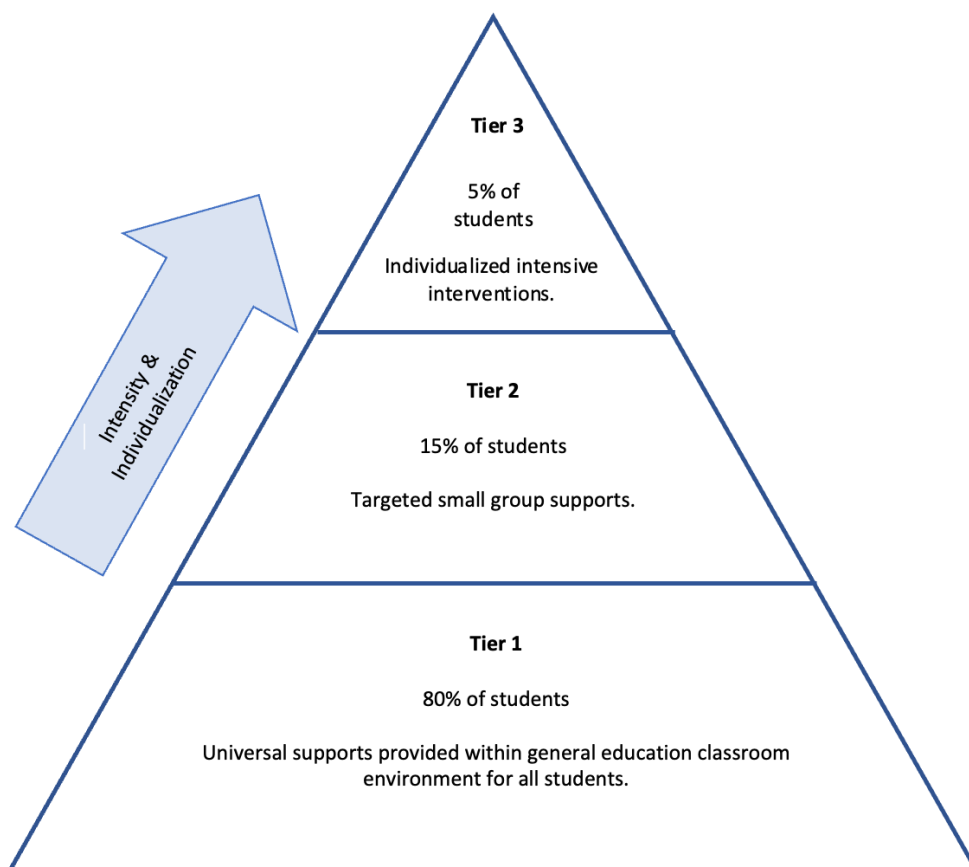 Tier 3
5% of
students
Individualized intensive
interventions.
Intensity &
Individualization
Tier 2
15% of students
Targeted small group supports.
Tier 1
80% of students
Universal supports provided within general education classroom
environment for all students.